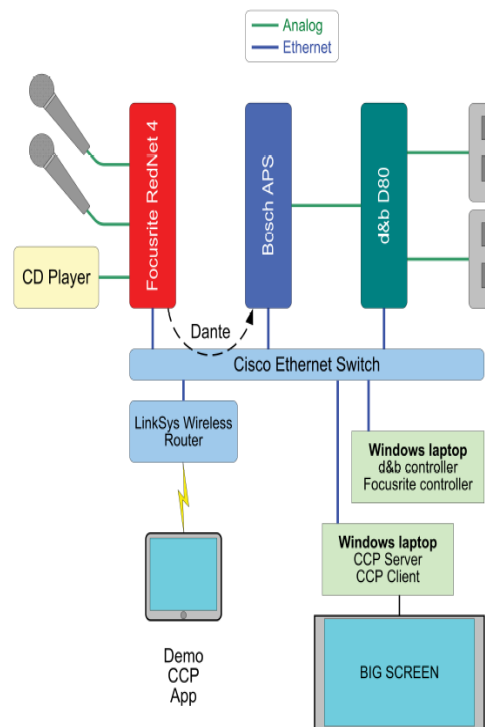 Analog
Ethernet
Focusrite RedNet 4
Bosch APS
d&b D80
CD Player
Dante
Cisco Ethernet Switch
LinkSys Wireless
Router
Windows laptop
d&b controller
Focusrite controller
Windows laptop
CCP Server
CCP Client
Demo
CCP
App
BIG SCREEN